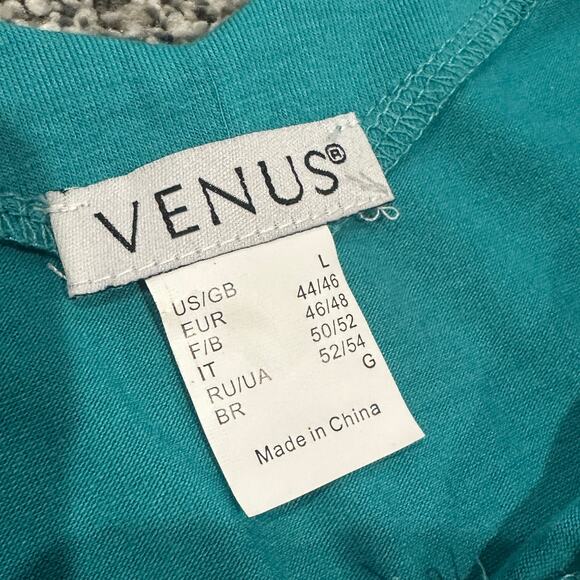 VENUS®
US/GB L
EUR 44/46
F/B 46/48
IT 50/52
RU/UA 52/54
BR G
Made in China